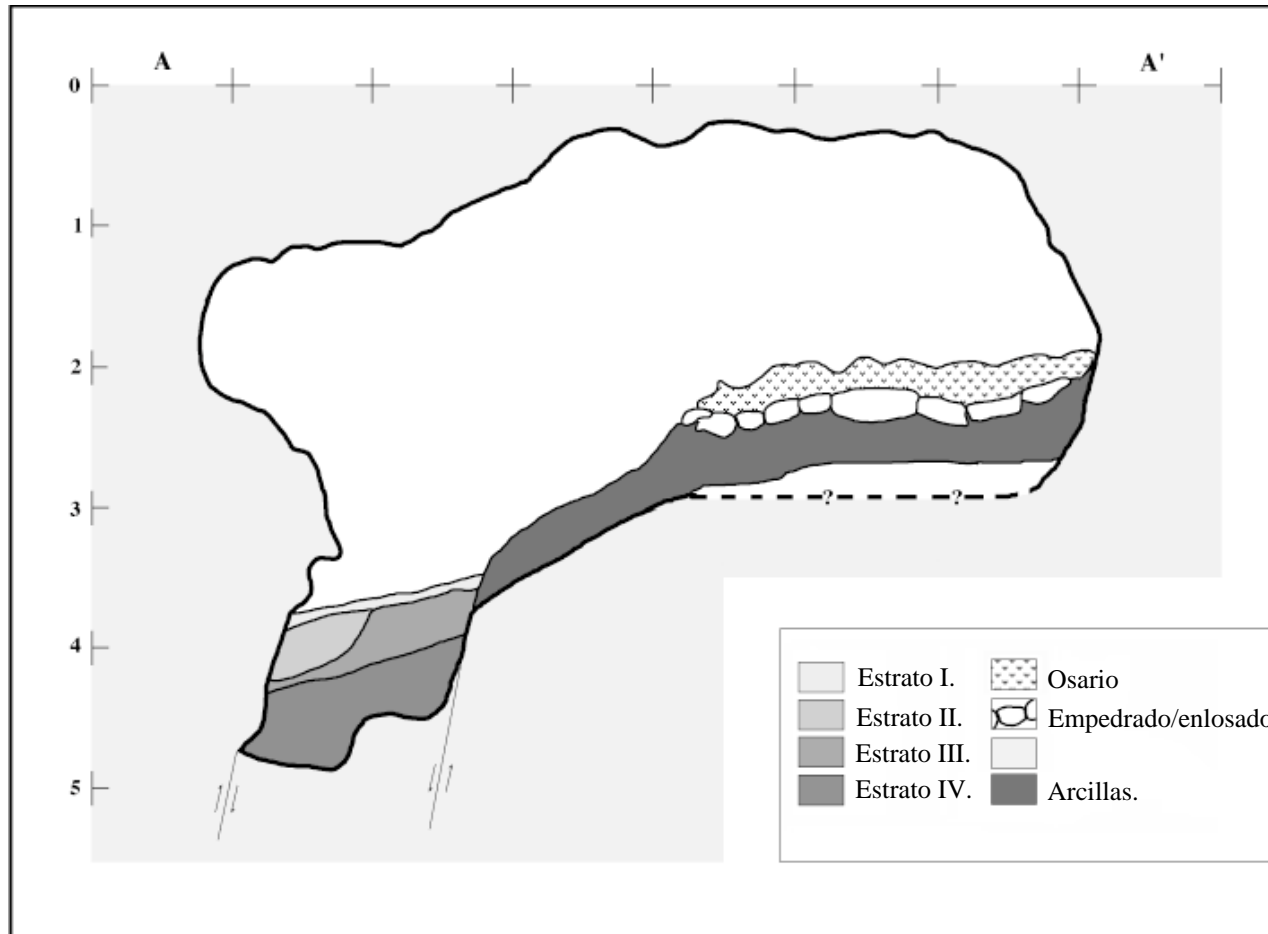 A A'
0
1
2
? ?
3
4
5
Estrato I. Osario
Estrato II. Empedrado/enlosado
Estrato III.
Estrato IV. Arcillas.